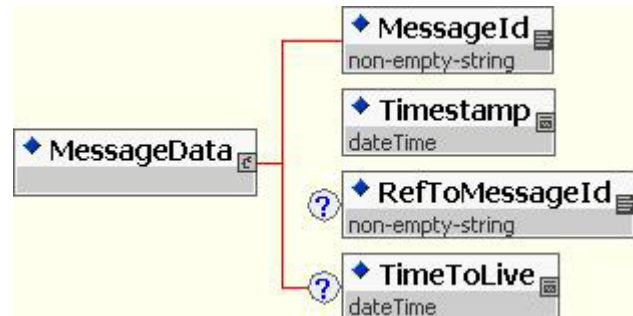 MessageId
non-empty-string
Timestamp
dateTime
MessageData
?
RefToMessageId
non-empty-string
?
TimeToLive
dateTime